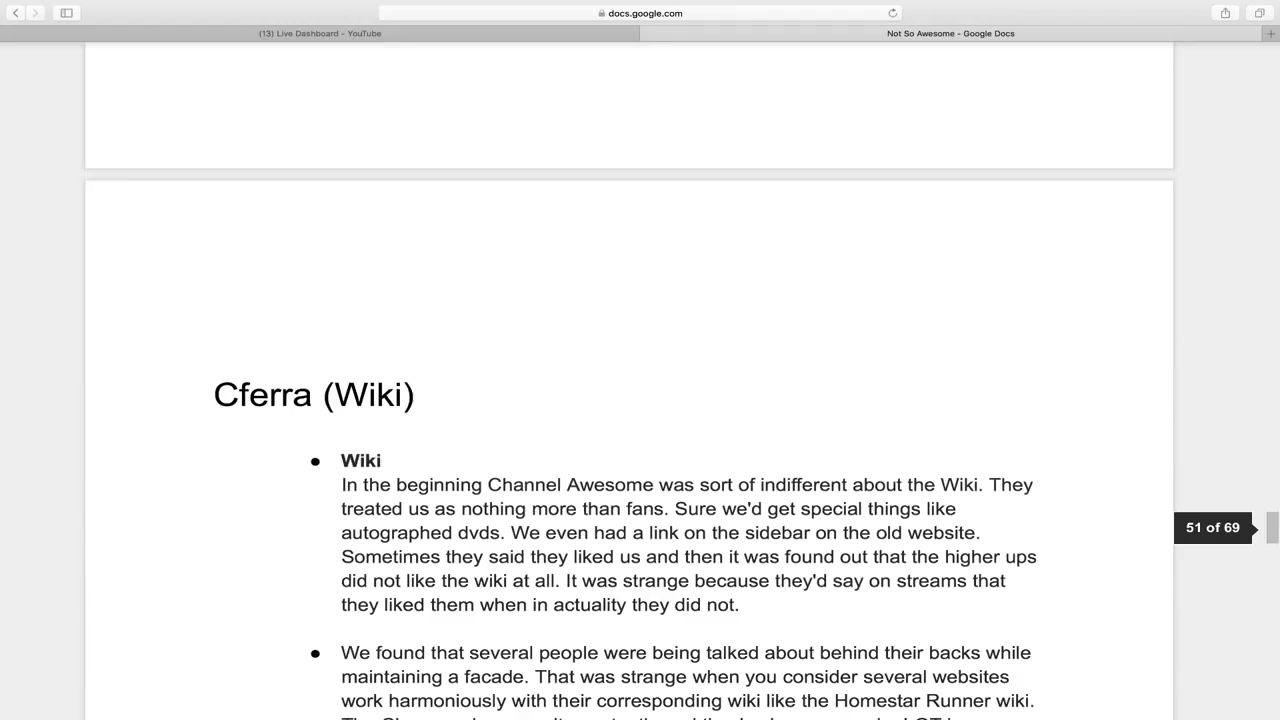 docs.google.com
(13) Live Dashboard - YouTube
Not So Awesome - Google Docs
Cferra (Wiki)
● Wiki
In the beginning Channel Awesome was sort of indifferent about the Wiki. They
treated us as nothing more than fans. Sure we'd get special things like
autographed dvds. We even had a link on the sidebar on the old website.
Sometimes they said they liked us and then it was found out that the higher ups
did not like the wiki at all. It was strange because they'd say on streams that
they liked them when in actuality they did not.
51 of 69
● We found that several people were being talked about behind their backs while
maintaining a facade. That was strange when you consider several websites
work harmoniously with their corresponding wiki like the Homestar Runner wiki.